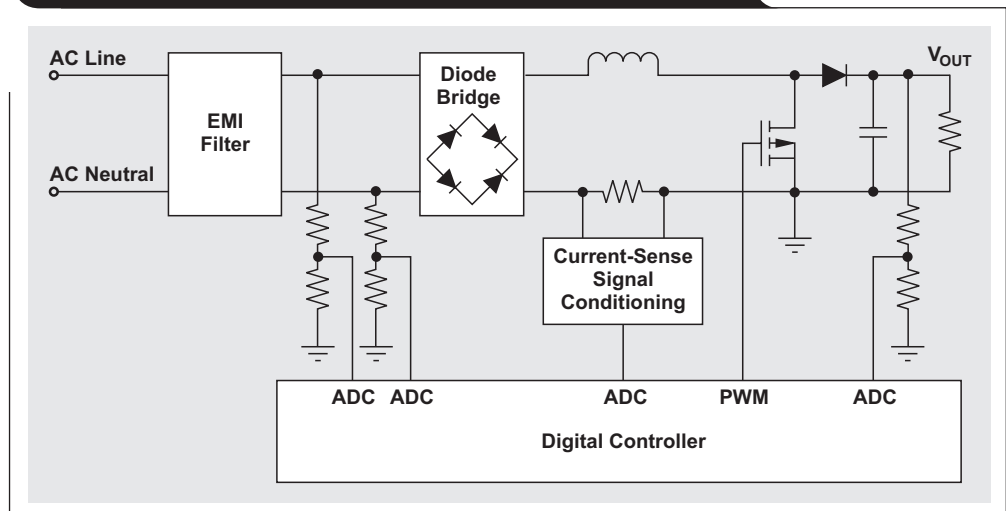 AC Line
AC Neutral
EMI
Filter
Diode
Bridge
V_OUT
Current-Sense
Signal
Conditioning
ADC ADC ADC PWM ADC
Digital Controller